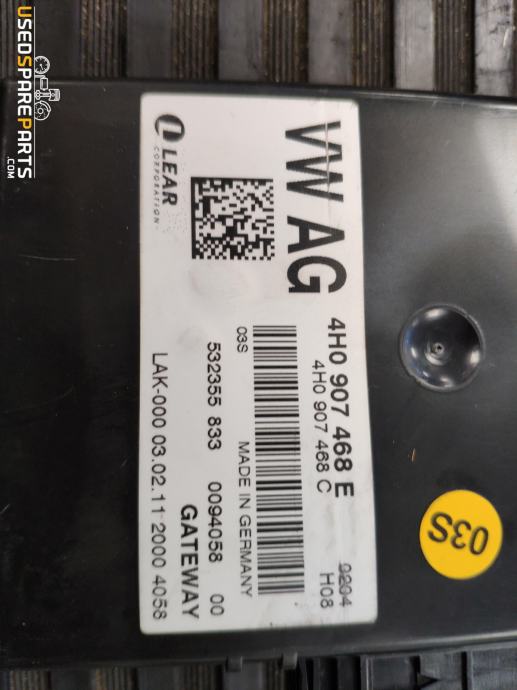 USEDSPAREPARTS
.COM
VW AG
4H0 907 468 E 0204
4H0 907 468 C H08
LEAR
CORPORATION
03S
MADE IN GERMANY
532355 833 0094058 00
GATEWAY
LAK-000 03.02.11 2000 4058
03S